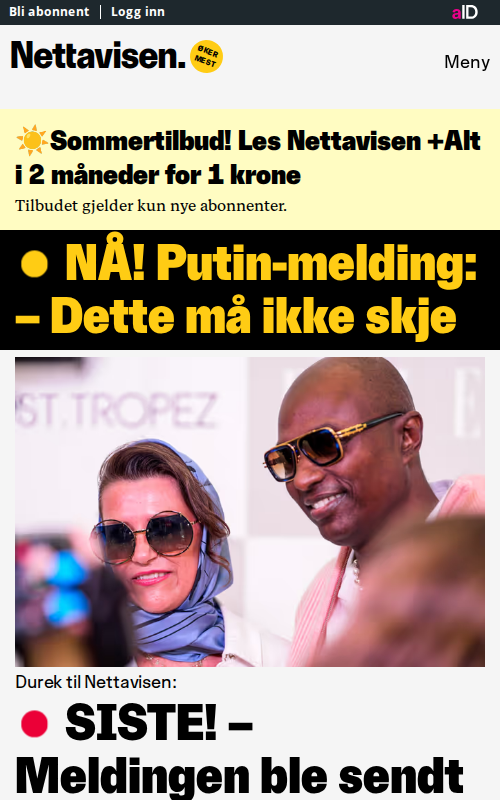 Bli abonnent | Logg inn
aID
Nettavisen.
ØKER
MEST
Meny
☀️Sommertilbud! Les Nettavisen +Alt
i 2 måneder for 1 krone
Tilbudet gjelder kun nye abonnenter.
NÅ! Putin-melding:
– Dette må ikke skje
ST.TROPEZ
Durek til Nettavisen:
SISTE! –
Meldingen ble sendt